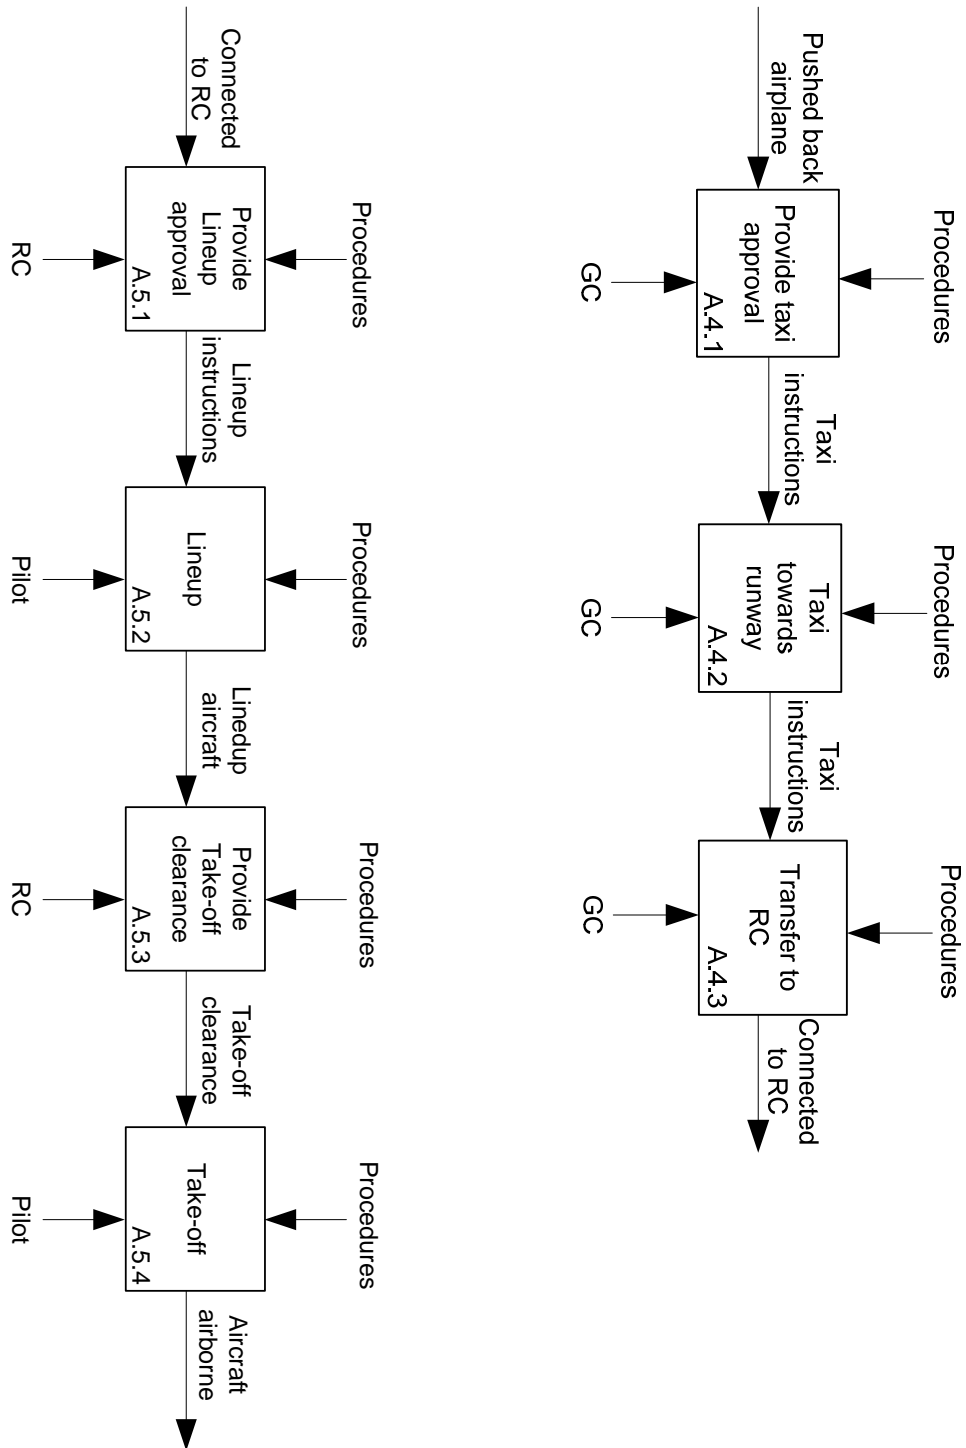 Procedures
Procedures
Procedures
Pushed back
airplane
Provide taxi
approval
A.4.1
Taxi
instructions
Taxi
towards
runway
A.4.2
Taxi
instructions
Transfer to
RC
A.4.3
Connected
to RC
GC
GC
GC
Procedures
Procedures
Procedures
Procedures
Connected
to RC
Provide
Lineup
approval
A.5.1
Lineup
instructions
Lineup
A.5.2
Linedup
aircraft
Provide
Take-off
clearance
A.5.3
Take-off
clearance
Take-off
A.5.4
Aircraft
airborne
RC
Pilot
RC
Pilot